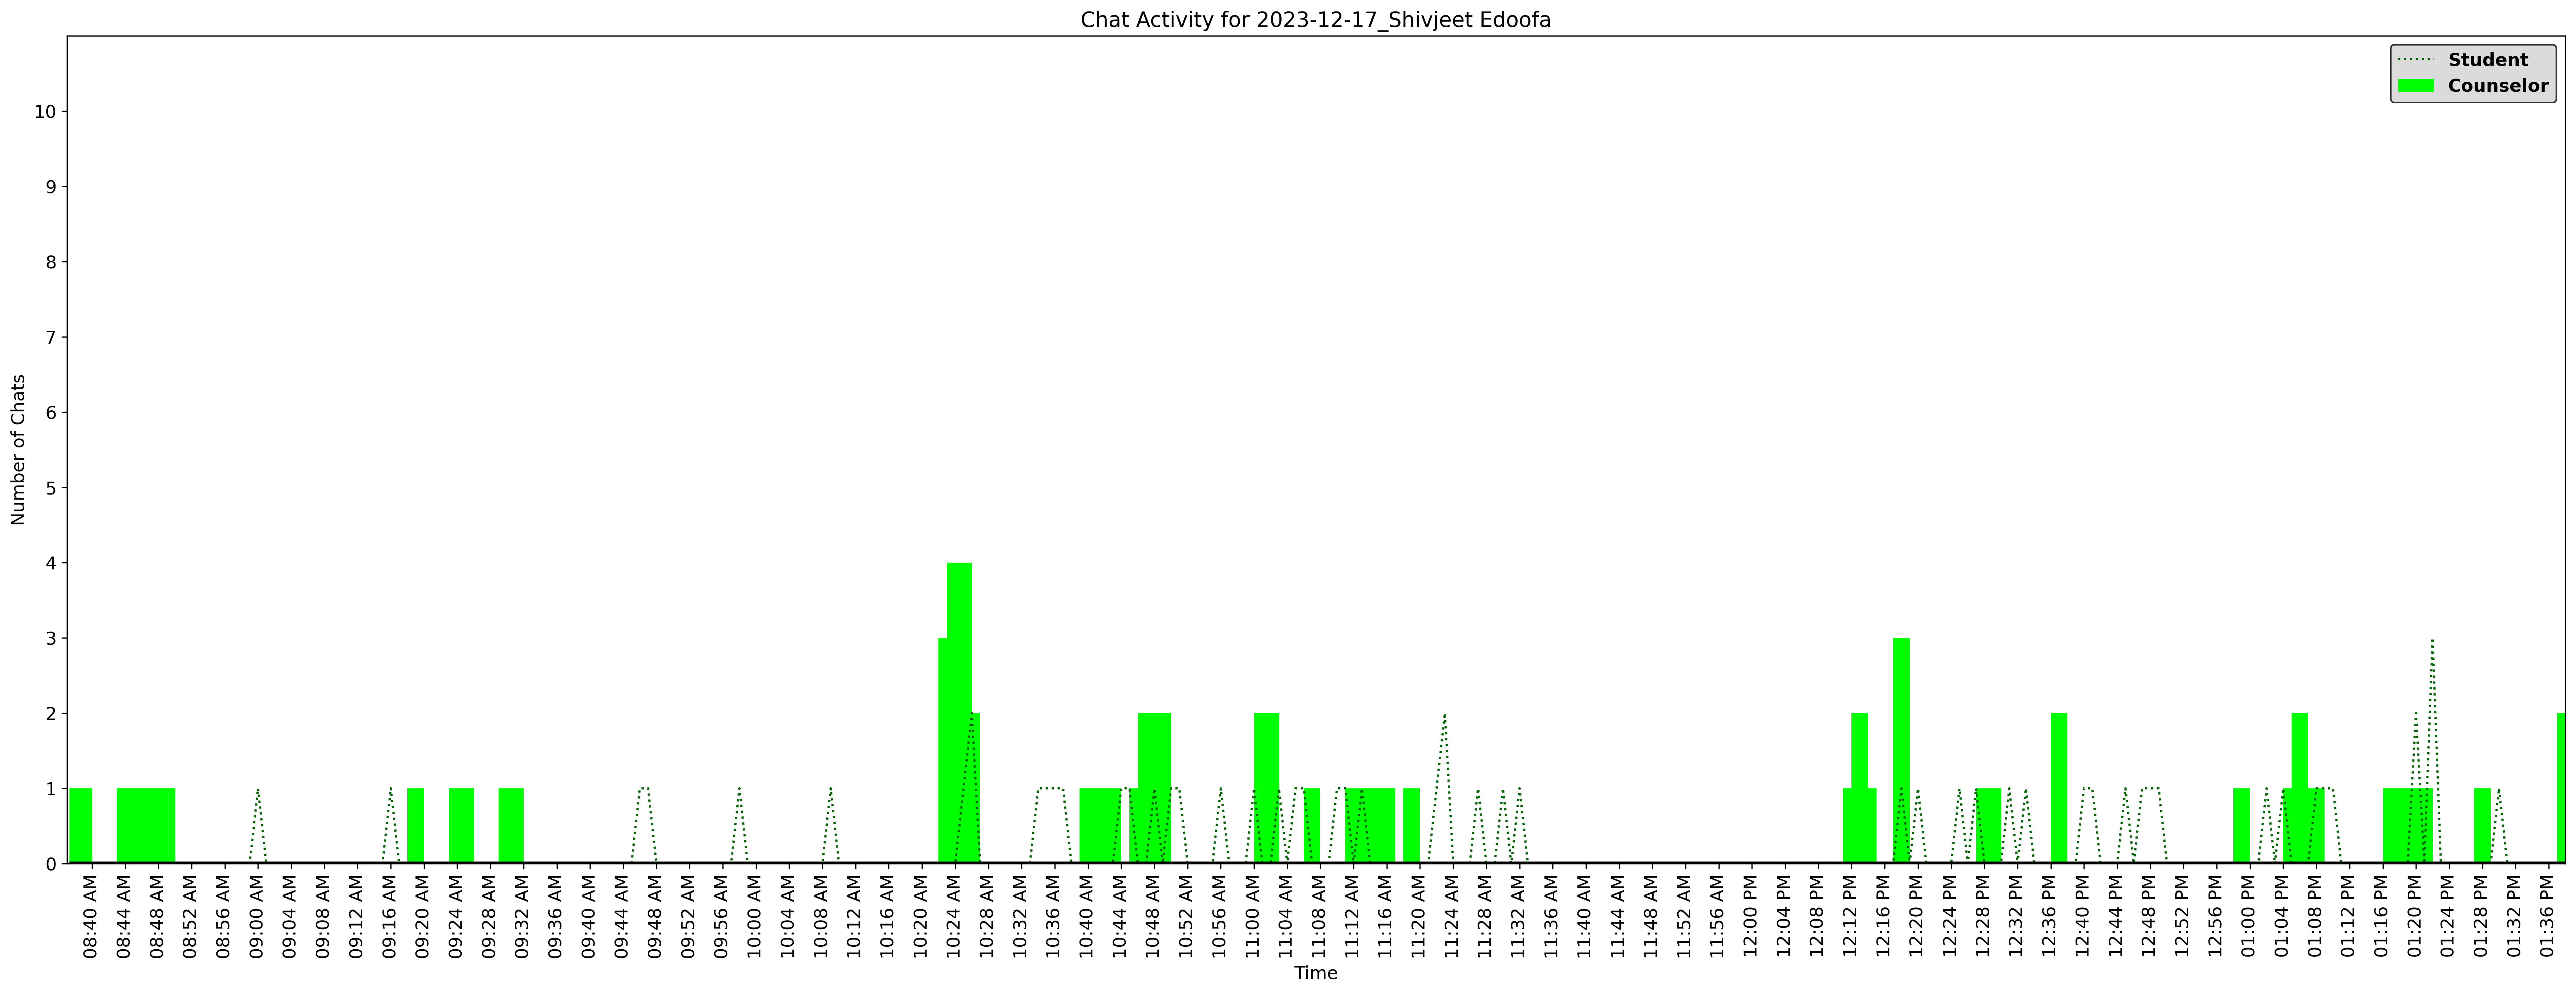 Chat Activity for 2023-12-17_Shivjeet Edoofa
Student
Counselor
Number of Chats
10
9
8
7
6
5
4
3
2
1
0
08:40 AM
08:44 AM
08:48 AM
08:52 AM
08:56 AM
09:00 AM
09:04 AM
09:08 AM
09:12 AM
09:16 AM
09:20 AM
09:24 AM
09:28 AM
09:32 AM
09:36 AM
09:40 AM
09:44 AM
09:48 AM
09:52 AM
09:56 AM
10:00 AM
10:04 AM
10:08 AM
10:12 AM
10:16 AM
10:20 AM
10:24 AM
10:28 AM
10:32 AM
10:36 AM
10:40 AM
10:44 AM
10:48 AM
10:52 AM
10:56 AM
11:00 AM
11:04 AM
11:08 AM
11:12 AM
11:16 AM
11:20 AM
11:24 AM
11:28 AM
11:32 AM
11:36 AM
11:40 AM
11:44 AM
11:48 AM
11:52 AM
11:56 AM
12:00 PM
12:04 PM
12:08 PM
12:12 PM
12:16 PM
12:20 PM
12:24 PM
12:28 PM
12:32 PM
12:36 PM
12:40 PM
12:44 PM
12:48 PM
12:52 PM
12:56 PM
01:00 PM
01:04 PM
01:08 PM
01:12 PM
01:16 PM
01:20 PM
01:24 PM
01:28 PM
01:32 PM
01:36 PM
Time